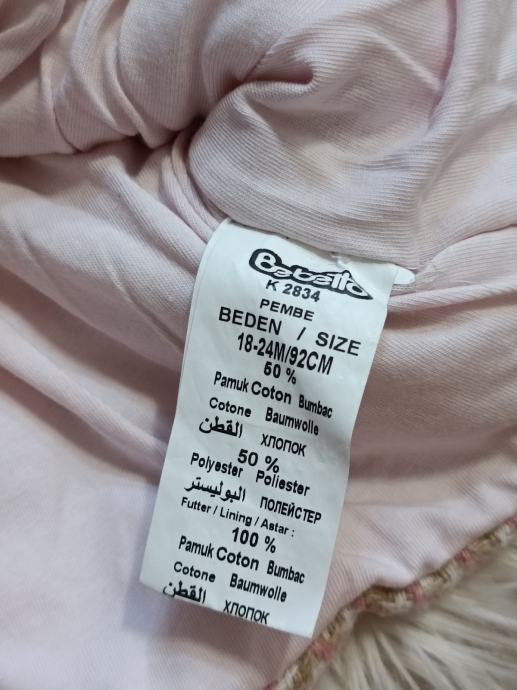 Bebetto
K 2834
PEMBE
BEDEN / SIZE
18-24M/92CM
50 %
Pamuk Coton Bumbac
Cotone Baumwolle
القطن ХЛОПОК
50 %
Polyester Poliester
البوليستر ПОЛЕЙСТЕР
Futter / Lining / Astar :
100 %
Pamuk Coton Bumbac
Cotone Baumwolle
القطن ХЛОПОК